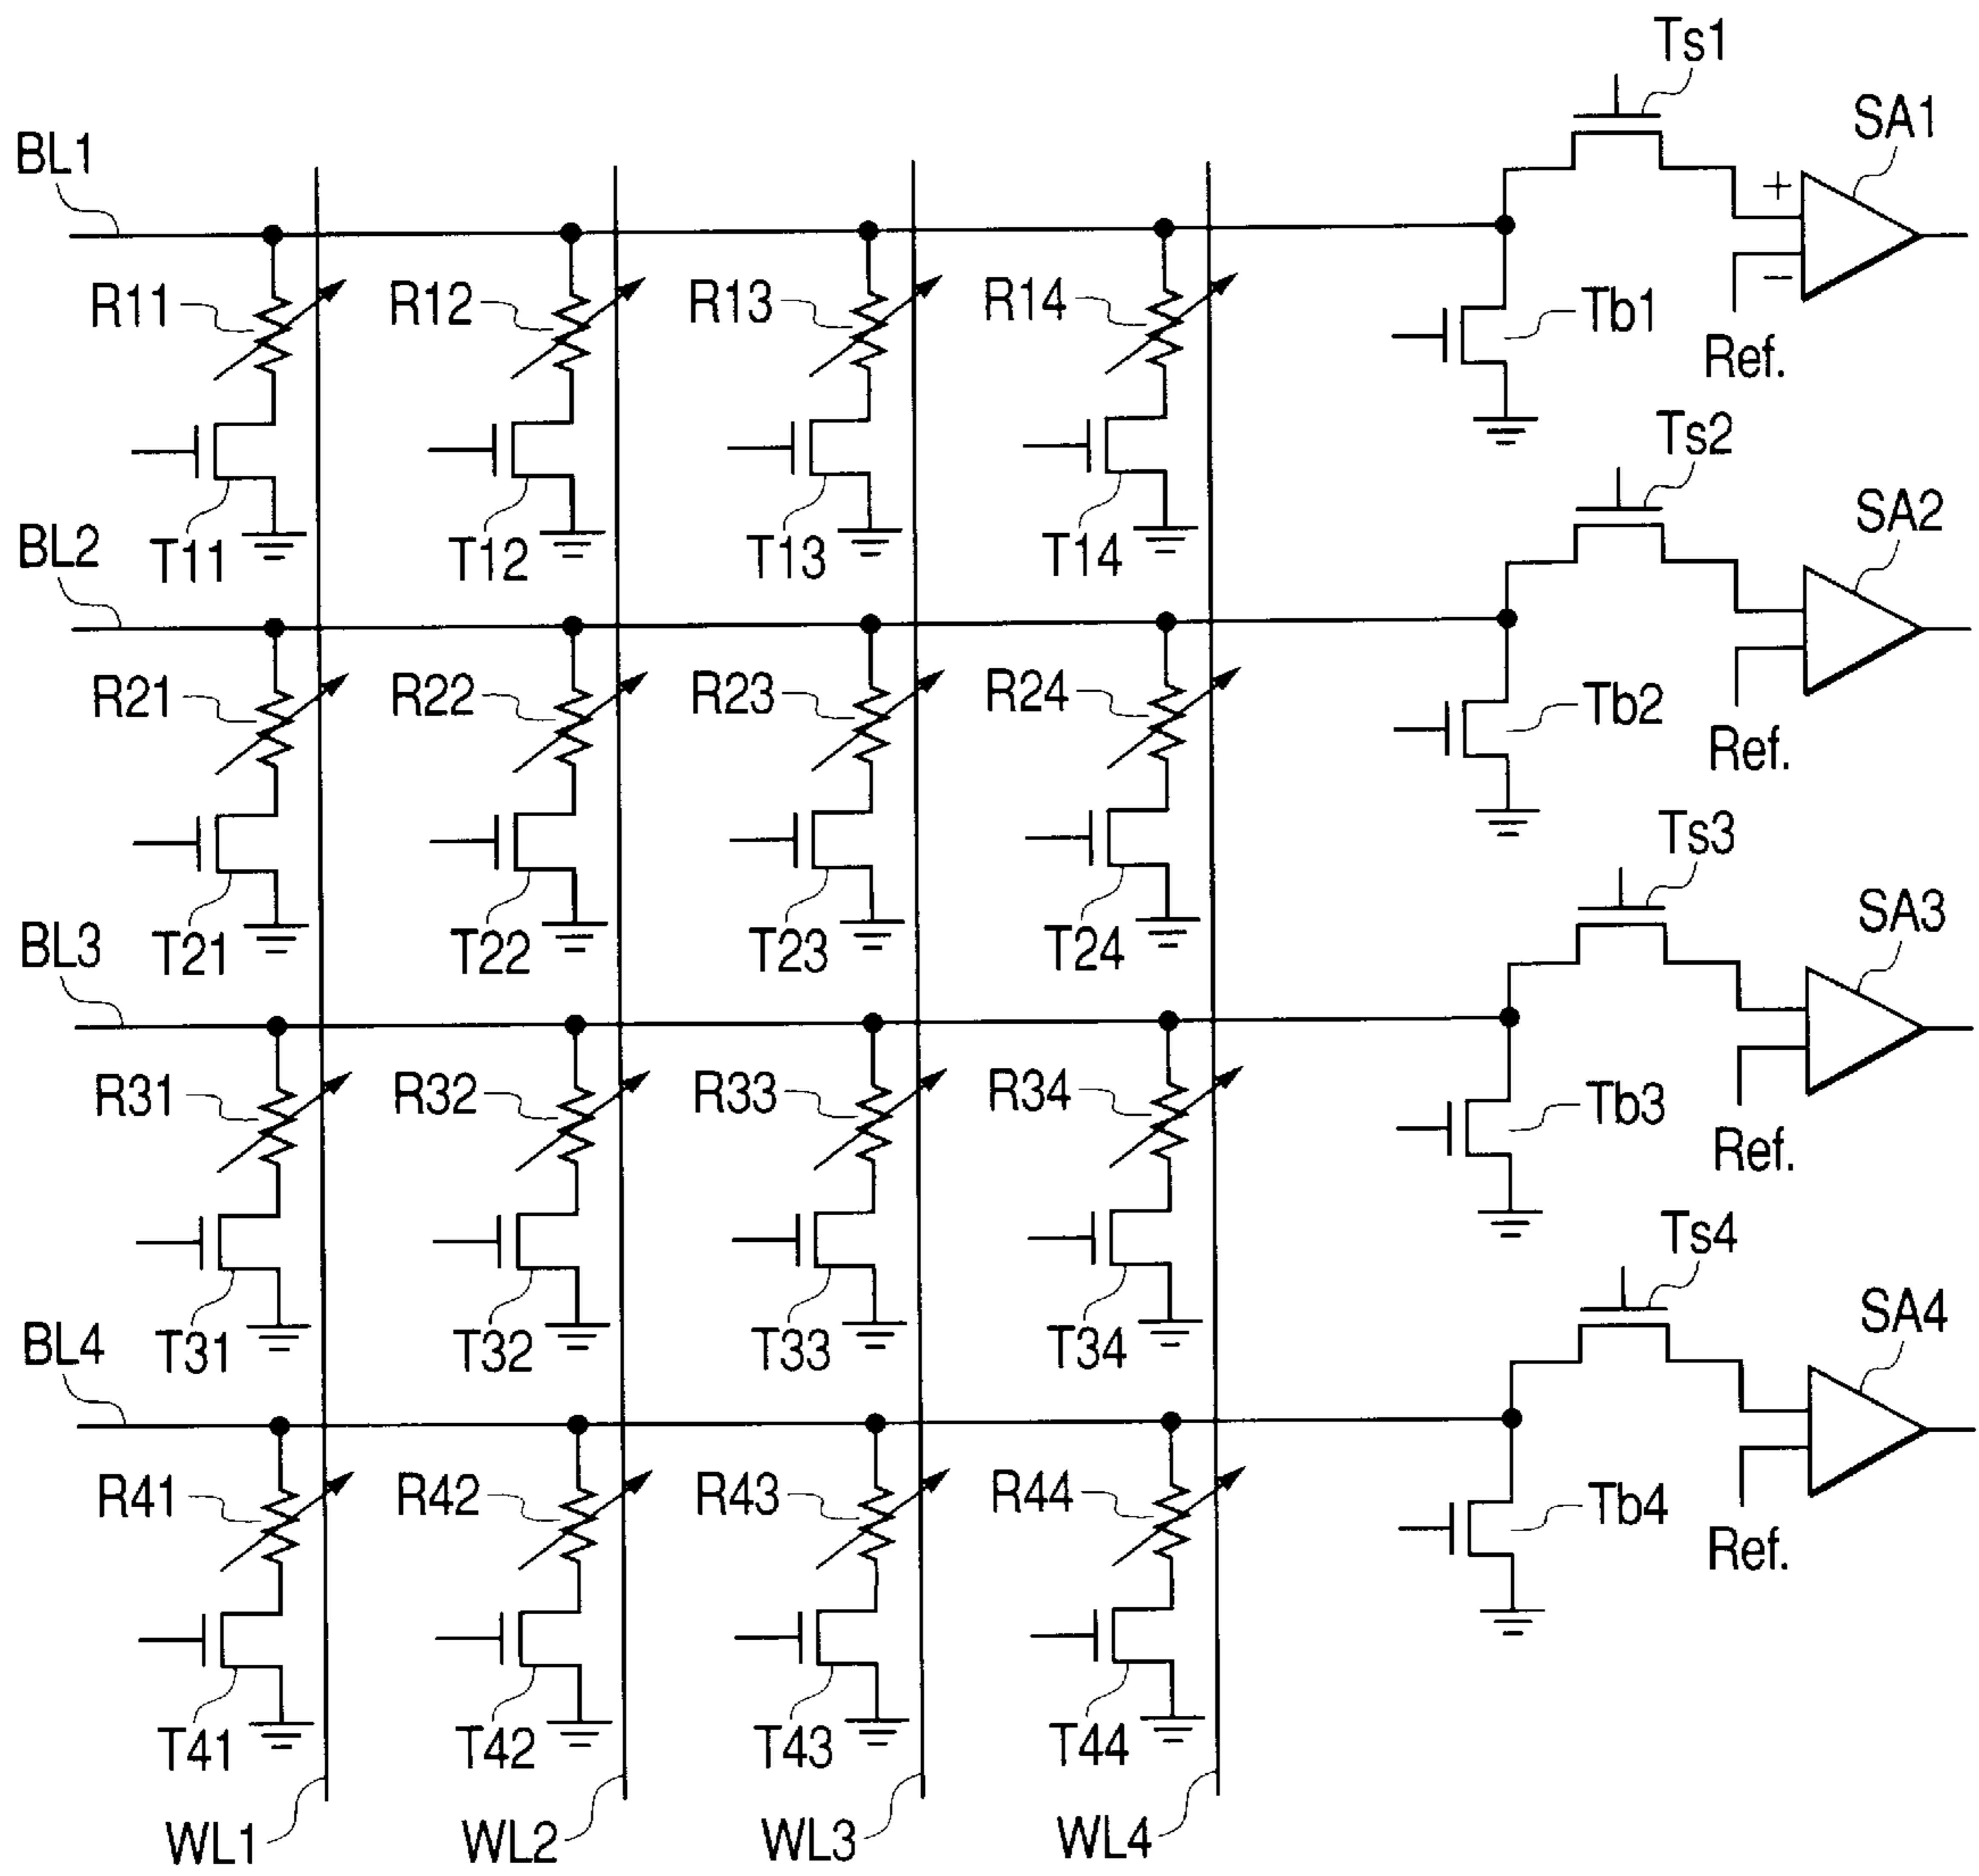 Ts1
SA1
BL1
+
R11 R12 R13 R14
−
Tb1
Ref.
Ts2
SA2
BL2
T11 T12 T13 T14
R21 R22 R23 R24
Tb2
Ref.
Ts3
SA3
BL3
T21 T22 T23 T24
R31 R32 R33 R34
Tb3
Ref.
Ts4
SA4
BL4
T31 T32 T33 T34
R41 R42 R43 R44
Tb4
Ref.
T41 T42 T43 T44
WL1 WL2 WL3 WL4